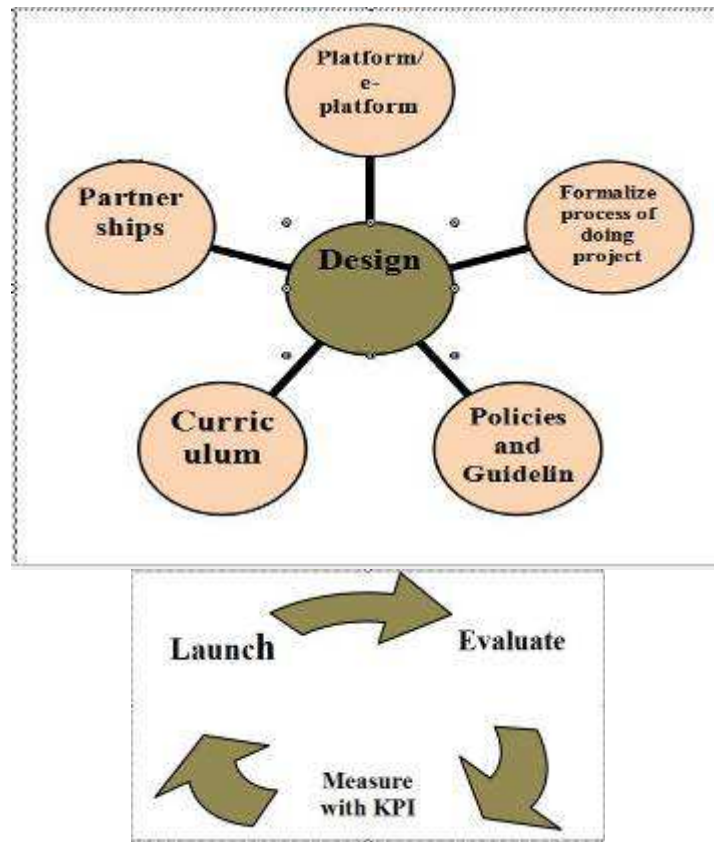 Platform/
e-
platform
Partner
ships
Formalize
process of
doing
project
Design
Curric
ulum
Policies
and
Guidelin
Launch
Evaluate
Measure
with KPI